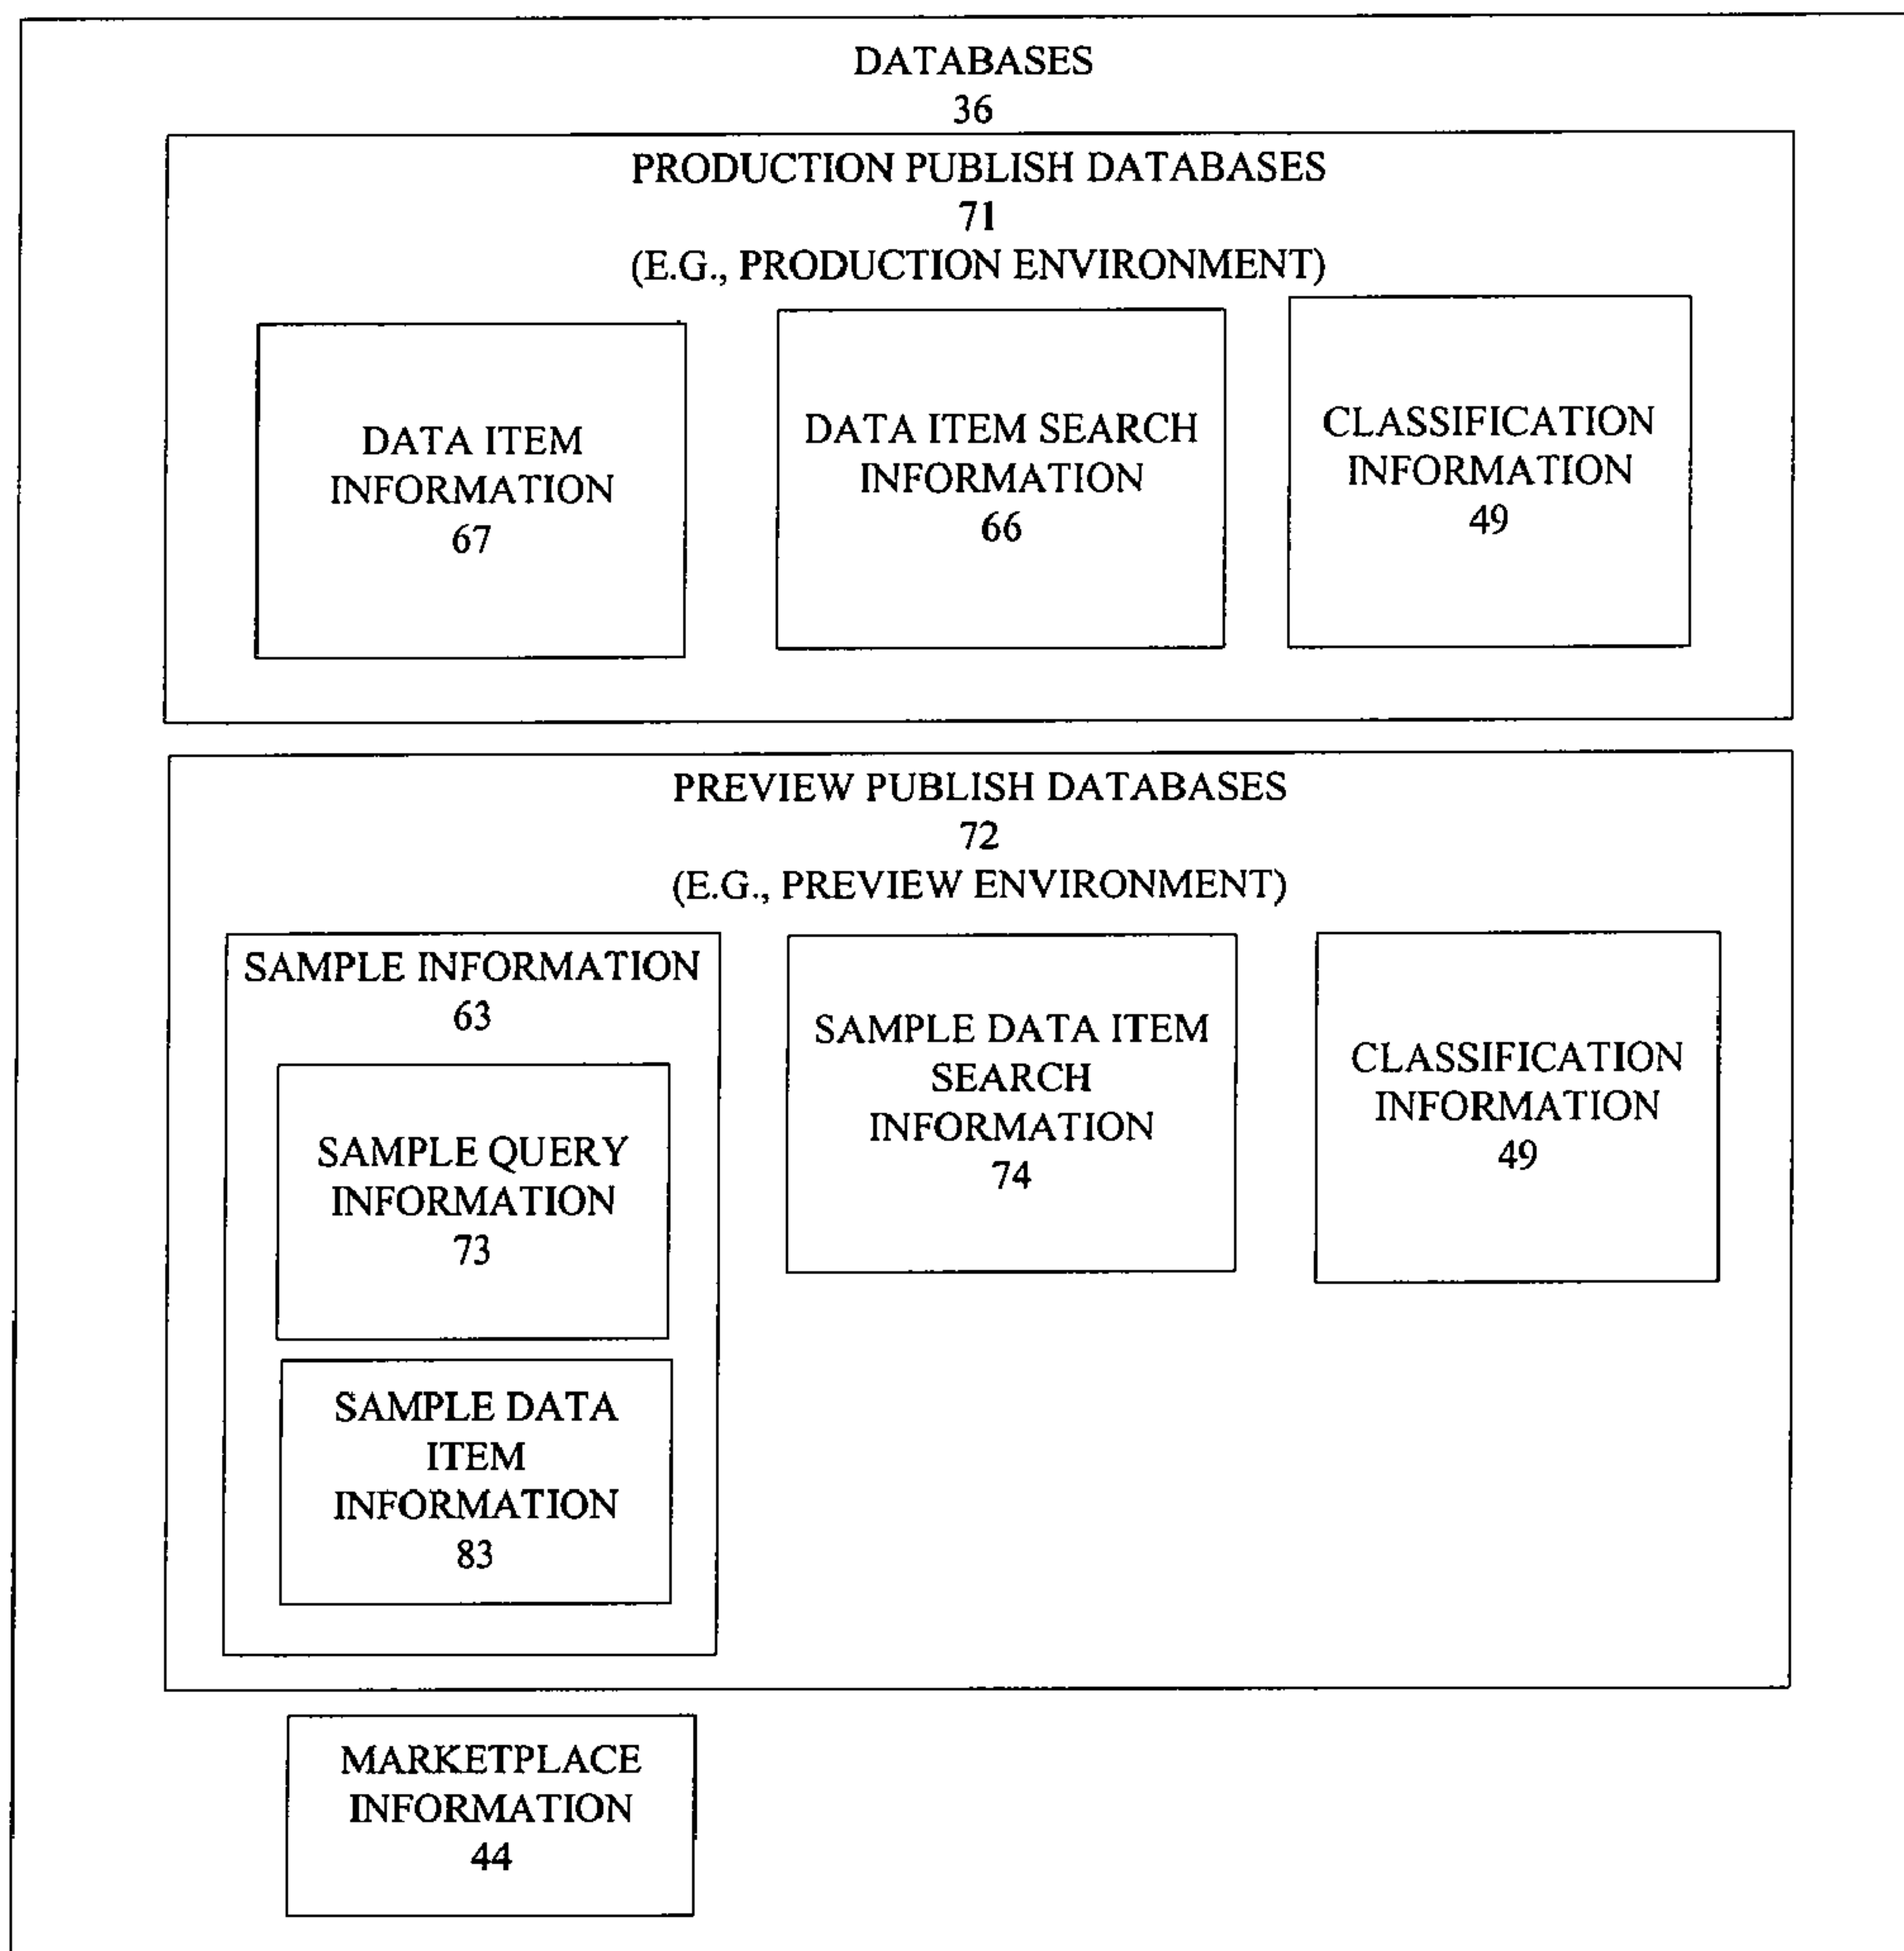 DATABASES
36
PRODUCTION PUBLISH DATABASES
71
(E.G., PRODUCTION ENVIRONMENT)
DATA ITEM
INFORMATION
67
DATA ITEM SEARCH
INFORMATION
66
CLASSIFICATION
INFORMATION
49
PREVIEW PUBLISH DATABASES
72
(E.G., PREVIEW ENVIRONMENT)
SAMPLE INFORMATION
63
SAMPLE QUERY
INFORMATION
73
SAMPLE DATA
ITEM
INFORMATION
83
SAMPLE DATA ITEM
SEARCH
INFORMATION
74
CLASSIFICATION
INFORMATION
49
MARKETPLACE
INFORMATION
44